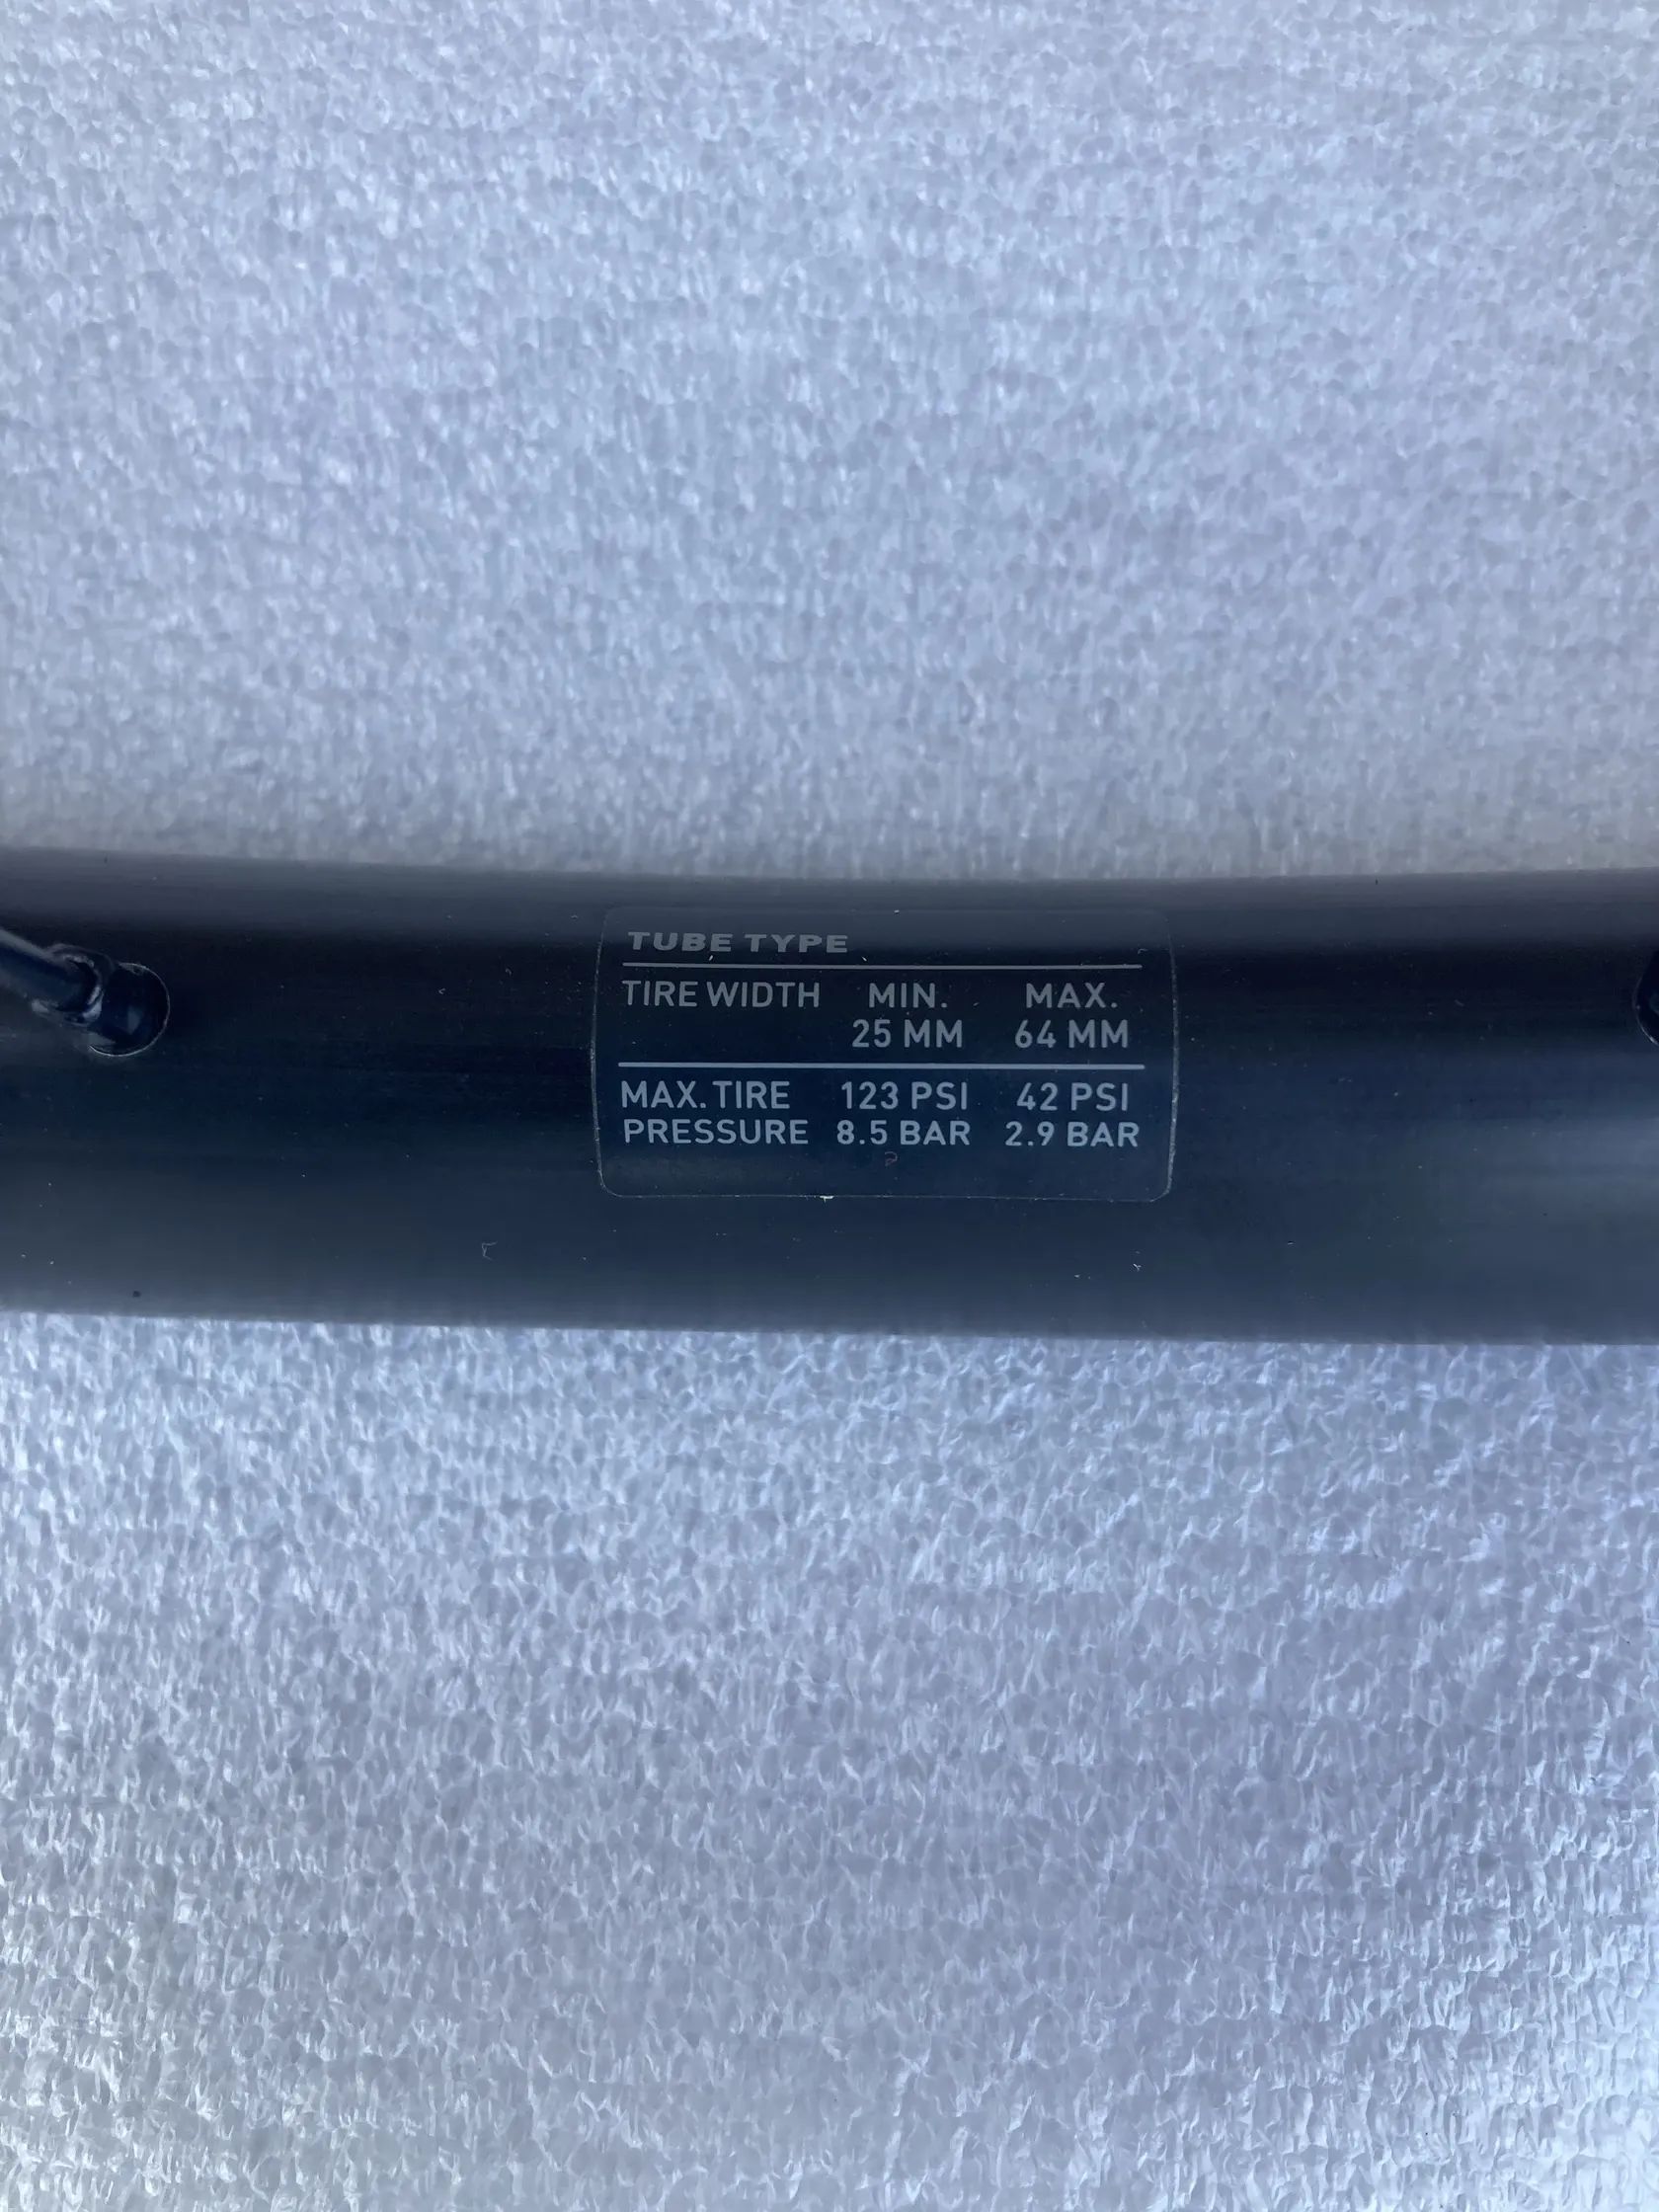 TUBE TYPE
TIRE WIDTH MIN. MAX.
25 MM 64 MM
MAX. TIRE 123 PSI 42 PSI
PRESSURE 8.5 BAR 2.9 BAR